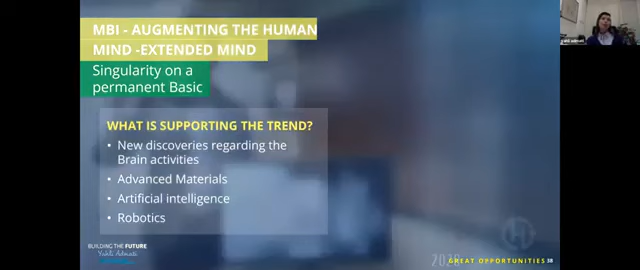 MBI - AUGMENTING THE HUMAN
MIND -EXTENDED MIND
Singularity on a
permanent Basic
WHAT IS SUPPORTING THE TREND?
• New discoveries regarding the
Brain activities
• Advanced Materials
• Artificial intelligence
• Robotics
BUILDING THE FUTURE
GREAT OPPORTUNITIES 38